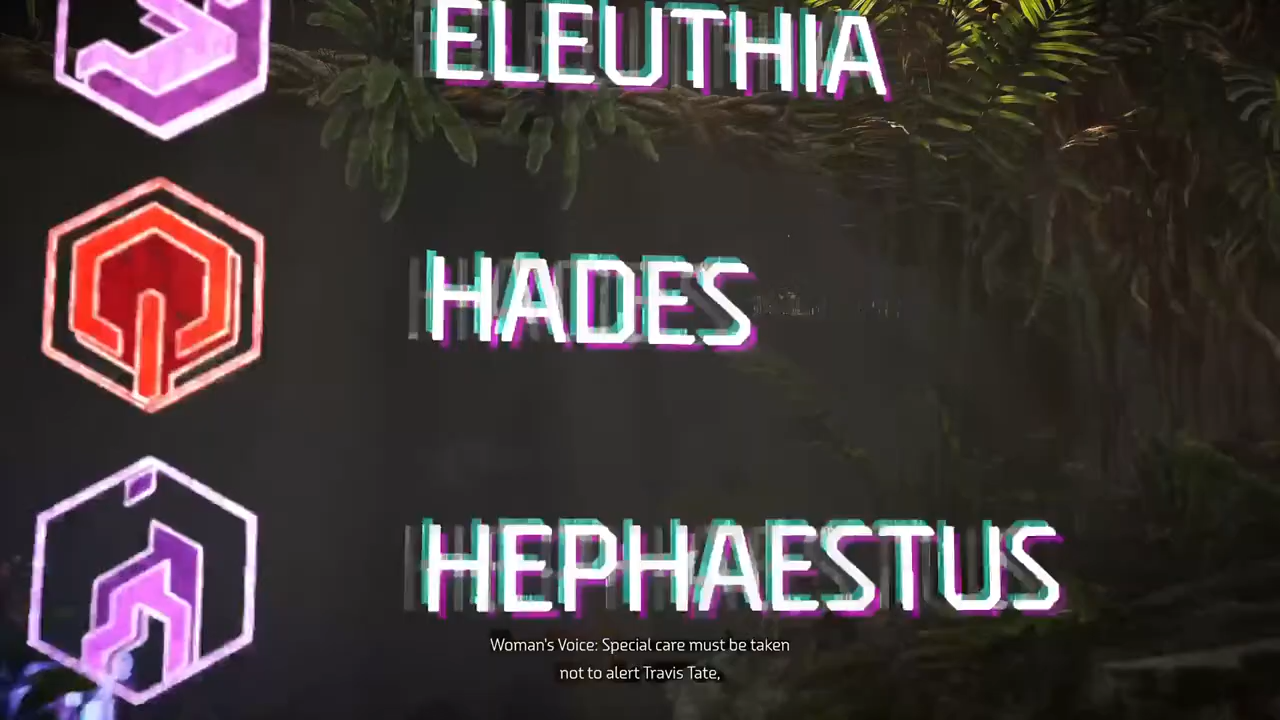 ELEUTHIA
HADES
HEPHAESTUS
Woman's Voice: Special care must be taken
not to alert Travis Tate,